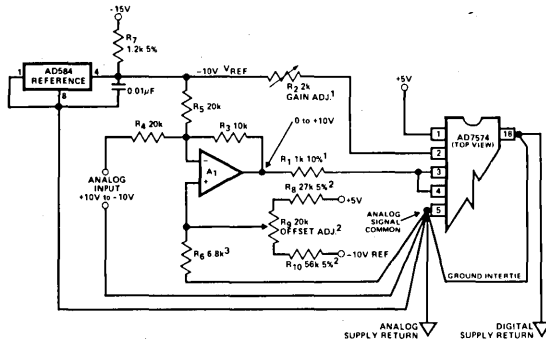 -15V
R7
1.2k 5%
AD584
REFERENCE
1
4
8
0.01µF
-10V VREF
R2 2k
GAIN ADJ.1
+5V
R5 20k
0 to +10V
R4 20k
R3 10k
AD7574
(TOP VIEW)
1
2
3
4
5
18
−
+
A1
R1 1k 10%1
ANALOG
INPUT
+10V to -10V
R8 27k 5%2
+5V
R9 20k
OFFSET ADJ.2
R10 56k 5%2
-10V REF
R6 6.8k3
ANALOG
SIGNAL
COMMON
GROUND INTERTIE
ANALOG
SUPPLY RETURN
DIGITAL
SUPPLY RETURN